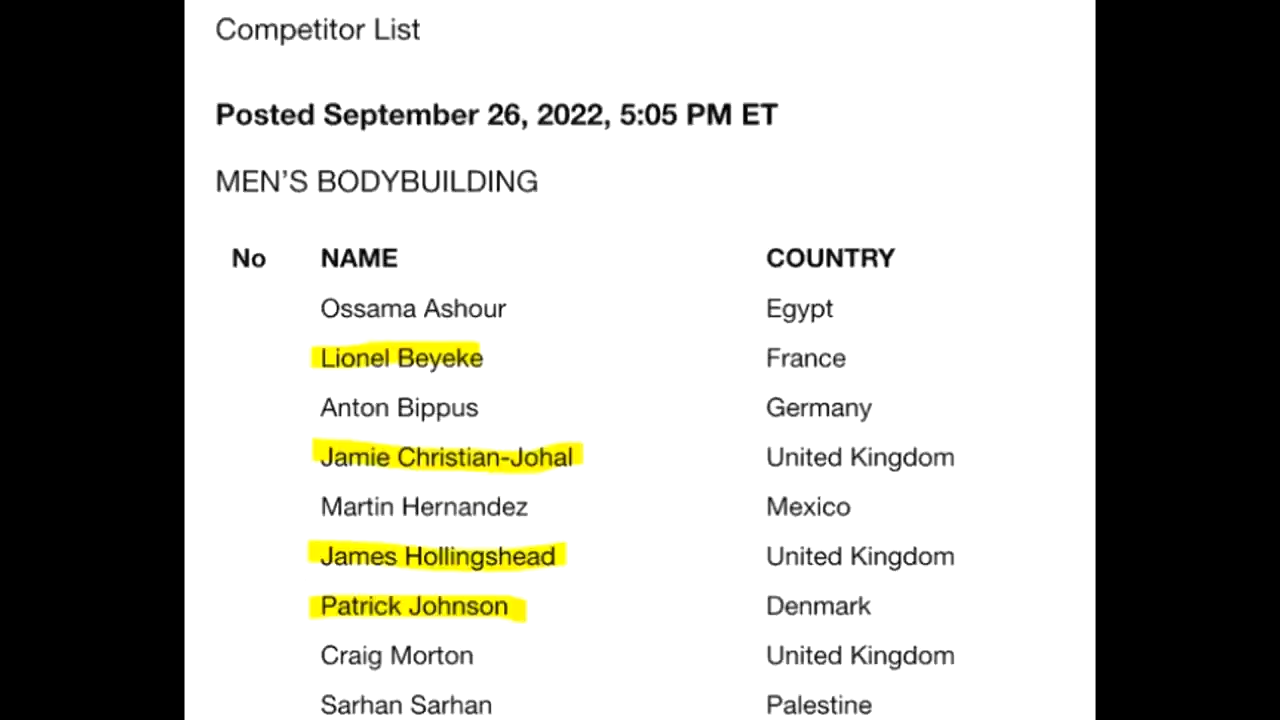 Competitor List
Posted September 26, 2022, 5:05 PM ET
MEN'S BODYBUILDING
No NAME COUNTRY
Ossama Ashour Egypt
Lionel Beyeke France
Anton Bippus Germany
Jamie Christian-Johal United Kingdom
Martin Hernandez Mexico
James Hollingshead United Kingdom
Patrick Johnson Denmark
Craig Morton United Kingdom
Sarhan Sarhan Palestine